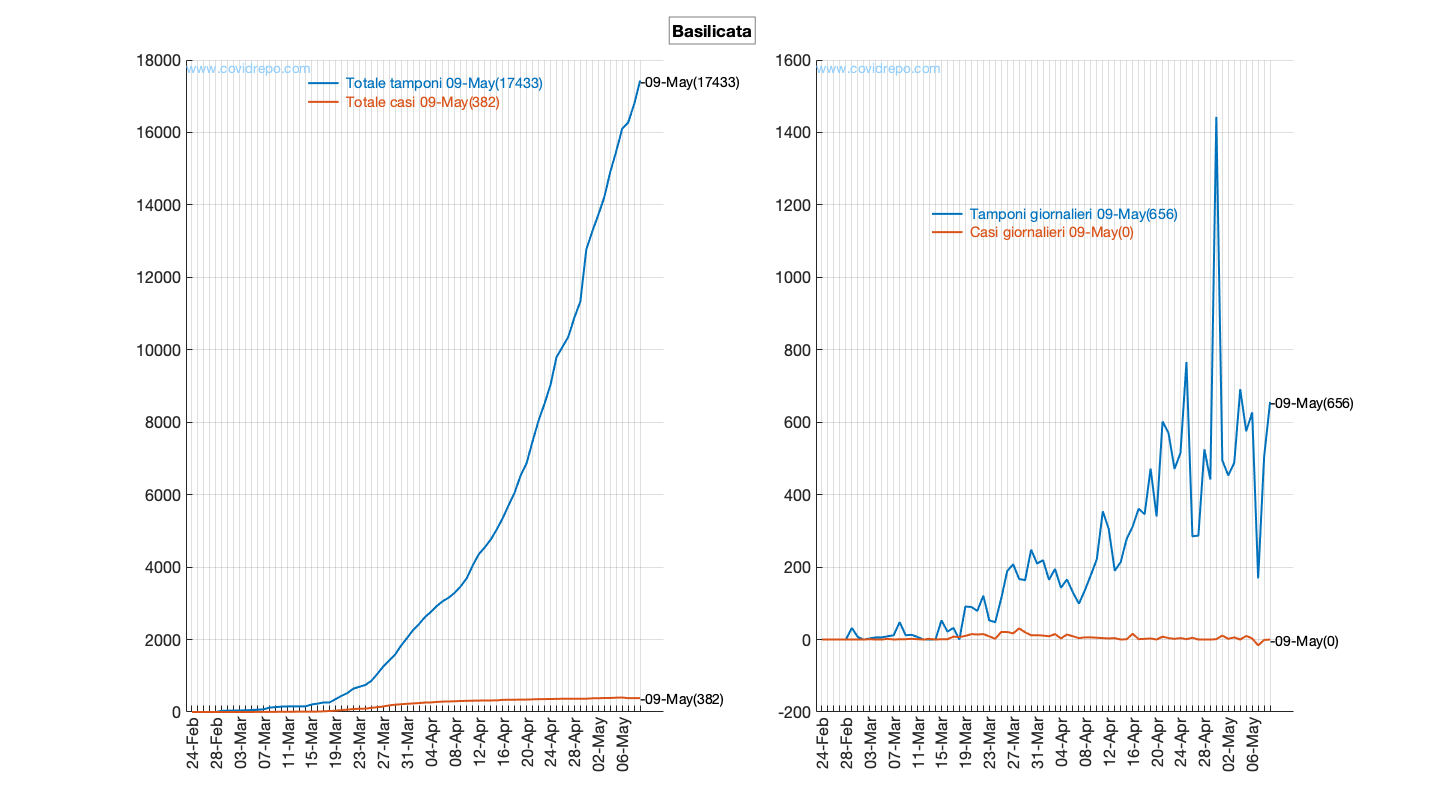 Basilicata
www.covidrepo.com
Totale tamponi 09-May(17433)
Totale casi 09-May(382)
-09-May(17433)
-09-May(382)
18000
16000
14000
12000
10000
8000
6000
4000
2000
0
24-Feb
28-Feb
03-Mar
07-Mar
11-Mar
15-Mar
19-Mar
23-Mar
27-Mar
31-Mar
04-Apr
08-Apr
12-Apr
16-Apr
20-Apr
24-Apr
28-Apr
02-May
06-May
www.covidrepo.com
Tamponi giornalieri 09-May(656)
Casi giornalieri 09-May(0)
-09-May(656)
-09-May(0)
1600
1400
1200
1000
800
600
400
200
0
-200
24-Feb
28-Feb
03-Mar
07-Mar
11-Mar
15-Mar
19-Mar
23-Mar
27-Mar
31-Mar
04-Apr
08-Apr
12-Apr
16-Apr
20-Apr
24-Apr
28-Apr
02-May
06-May